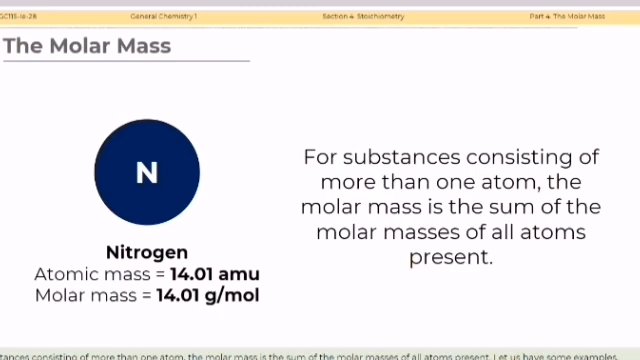 GC115-1e-28 General Chemistry 1 Section 4: Stoichiometry Part 4: The Molar Mass
The Molar Mass
N
Nitrogen
Atomic mass = 14.01 amu
Molar mass = 14.01 g/mol
For substances consisting of
more than one atom, the
molar mass is the sum of the
molar masses of all atoms
present.
tances consisting of more than one atom, the molar mass is the sum of the molar masses of all atoms present. Let us have some examples.